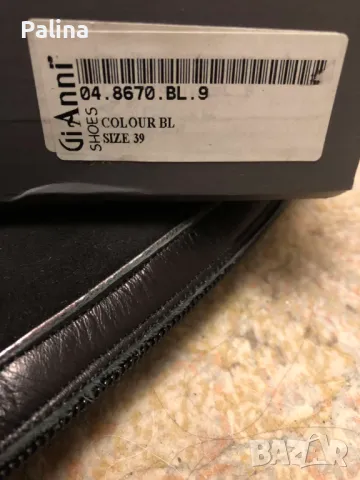 Palina
GiAnni
SHOES
04.8670.BL.9
COLOUR BL
SIZE 39
BAZAR